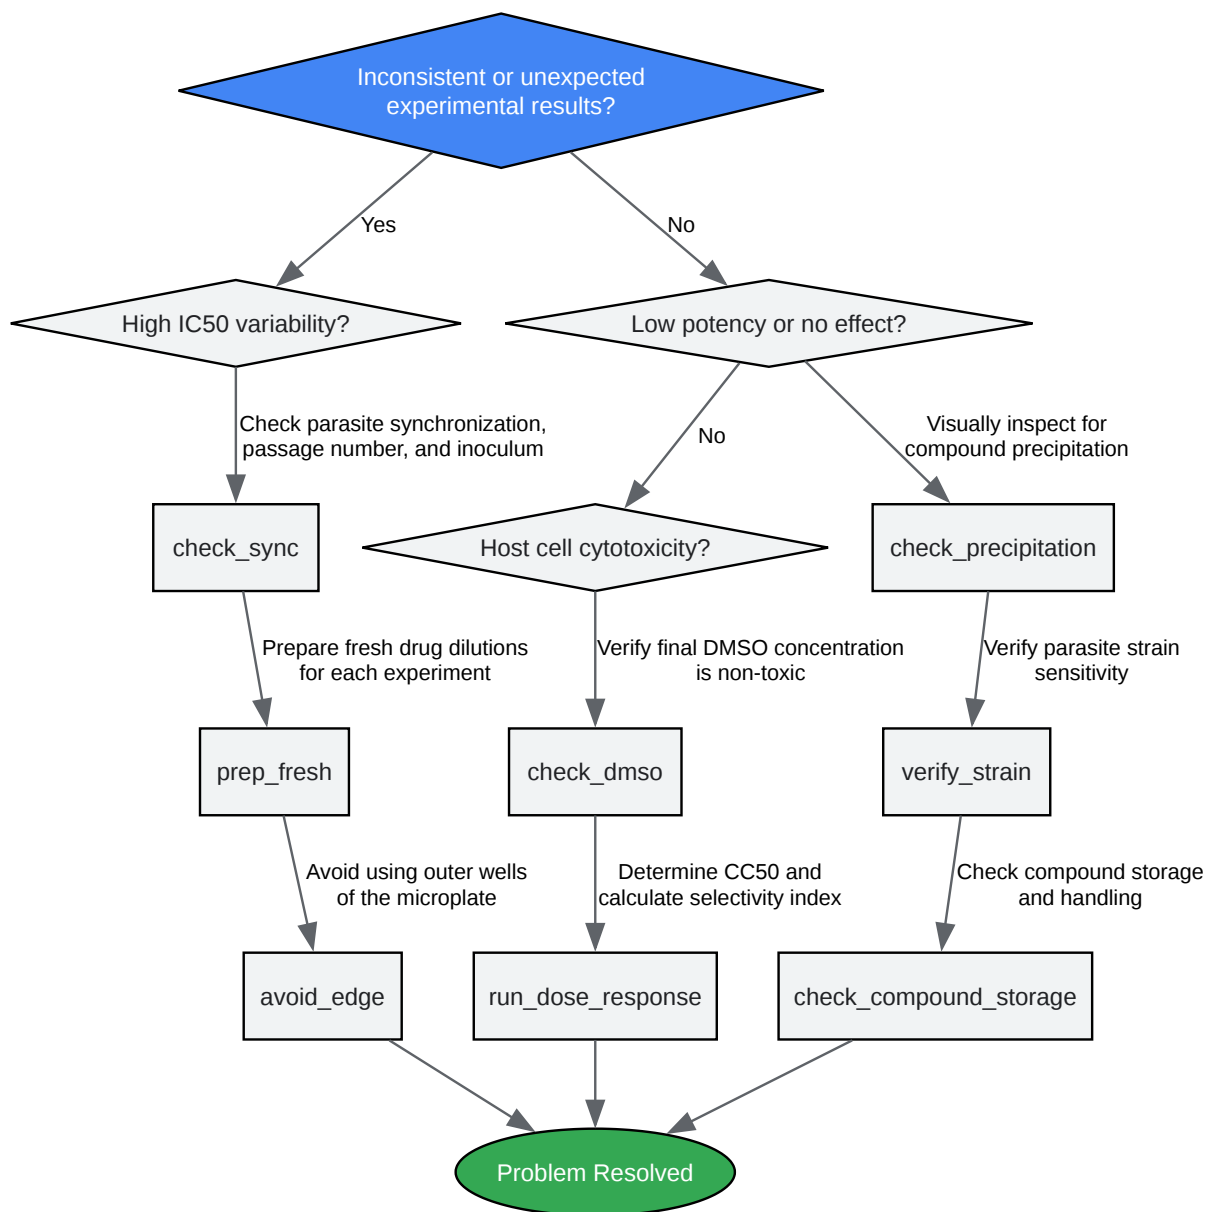 Inconsistent or unexpected
experimental results?
Yes
No
High IC50 variability?
Low potency or no effect?
Check parasite synchronization,
passage number, and inoculum
No
Visually inspect for
compound precipitation
check_sync
Host cell cytotoxicity?
check_precipitation
Prepare fresh drug dilutions
for each experiment
Verify final DMSO concentration
is non-toxic
Verify parasite strain
sensitivity
prep_fresh
check_dmso
verify_strain
Avoid using outer wells
of the microplate
Determine CC50 and
calculate selectivity index
Check compound storage
and handling
avoid_edge
run_dose_response
check_compound_storage
Problem Resolved